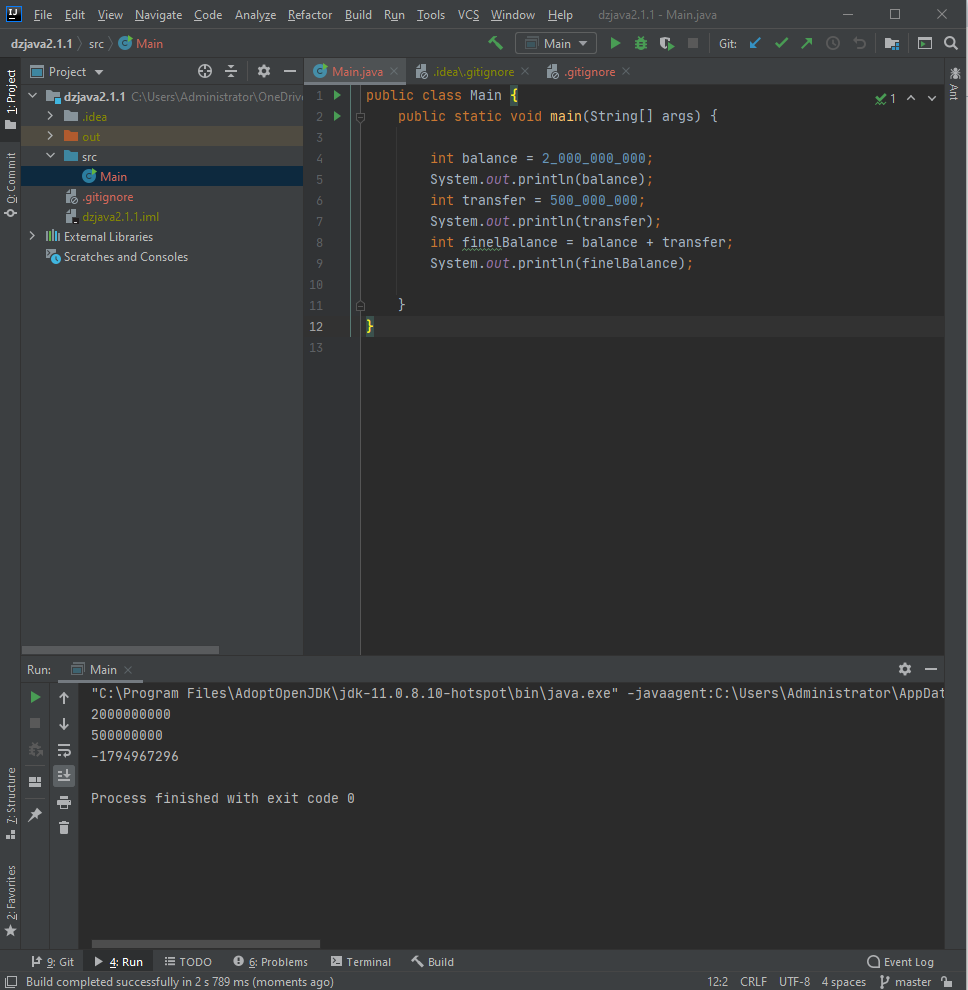 File Edit View Navigate Code Analyze Refactor Build Run Tools VCS Window Help dzjava2.1.1 - Main.java
dzjava2.1.1 src Main Main Git:
1: Project
0: Commit
7: Structure
2: Favorites
Project
dzjava2.1.1 C:\Users\Administrator\OneDrive
.idea
out
src
Main
.gitignore
dzjava2.1.1.iml
External Libraries
Scratches and Consoles
Main.java .idea\.gitignore .gitignore
1 public class Main {
2 public static void main(String[] args) {
3
4 int balance = 2_000_000_000;
5 System.out.println(balance);
6 int transfer = 500_000_000;
7 System.out.println(transfer);
8 int finelBalance = balance + transfer;
9 System.out.println(finelBalance);
10
11 }
12 }
13
1
Ant
Run: Main
"C:\Program Files\AdoptOpenJDK\jdk-11.0.8.10-hotspot\bin\java.exe" -javaagent:C:\Users\Administrator\AppDat
2000000000
500000000
-1794967296
Process finished with exit code 0
9: Git 4: Run TODO 6: Problems Terminal Build Event Log
Build completed successfully in 2 s 789 ms (moments ago) 12:2 CRLF UTF-8 4 spaces master